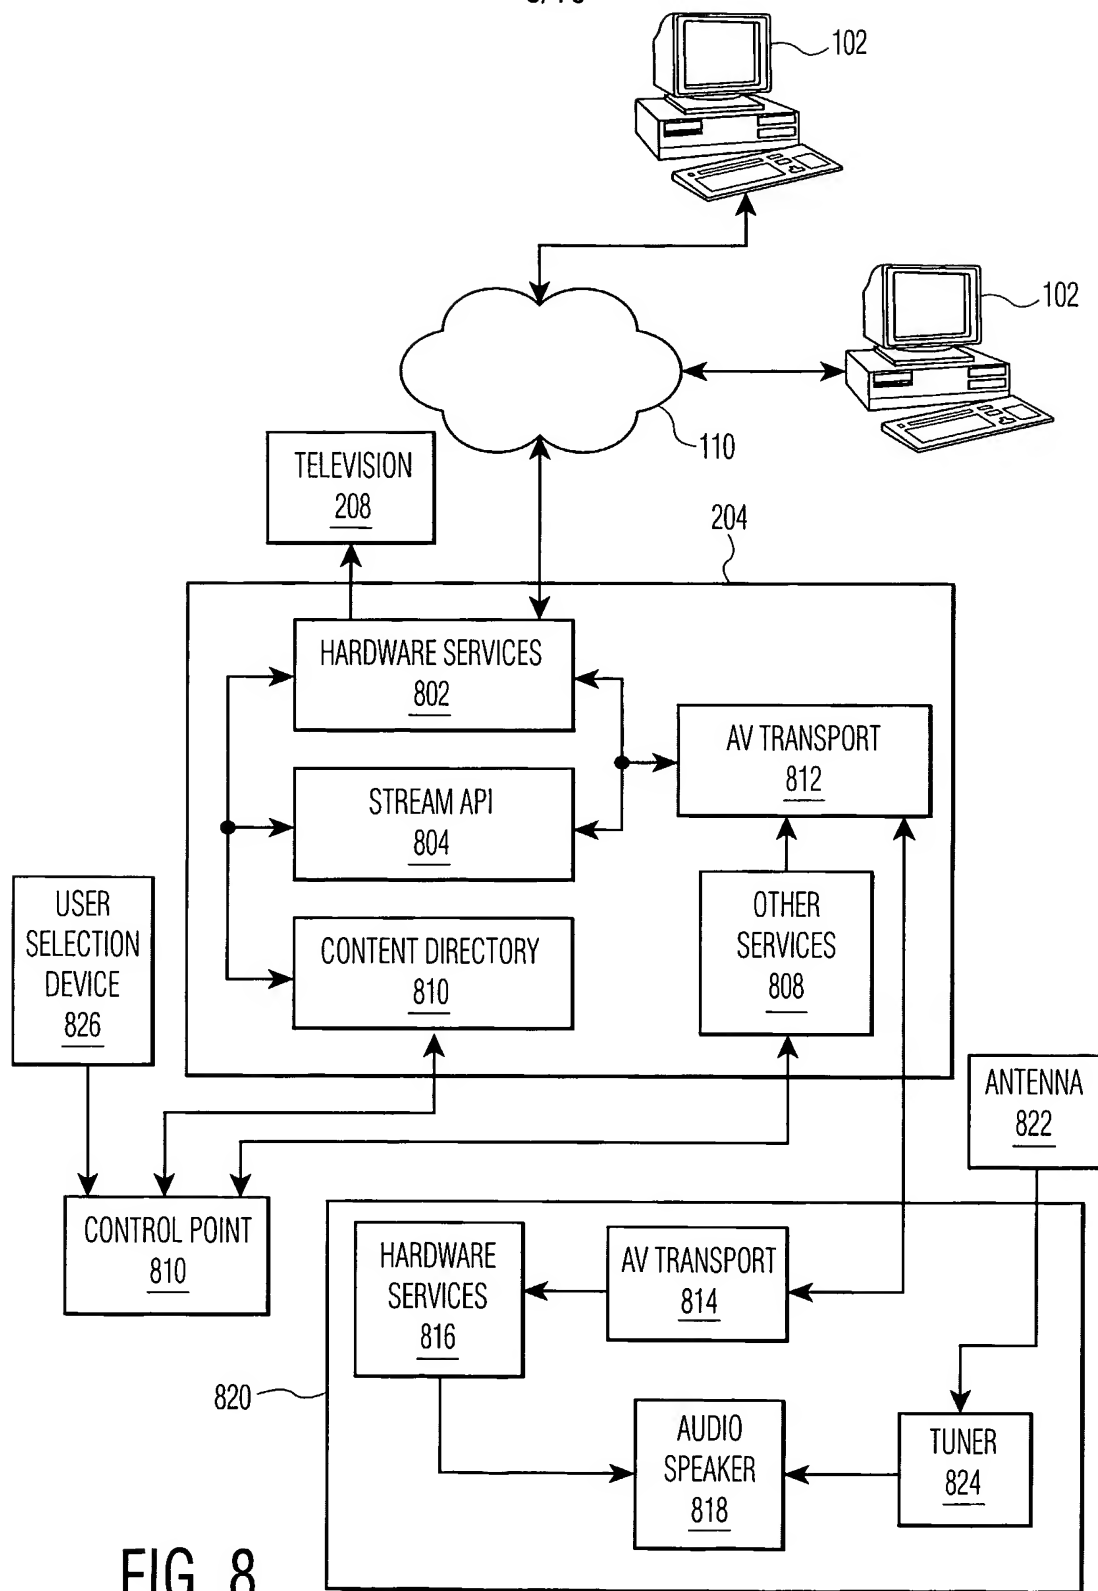 102
102
110
TELEVISION
208
204
HARDWARE SERVICES
802
AV TRANSPORT
812
STREAM API
804
USER
SELECTION
DEVICE
826
OTHER
SERVICES
808
CONTENT DIRECTORY
810
ANTENNA
822
CONTROL POINT
810
HARDWARE
SERVICES
816
AV TRANSPORT
814
820
AUDIO
SPEAKER
818
TUNER
824
FIG. 8